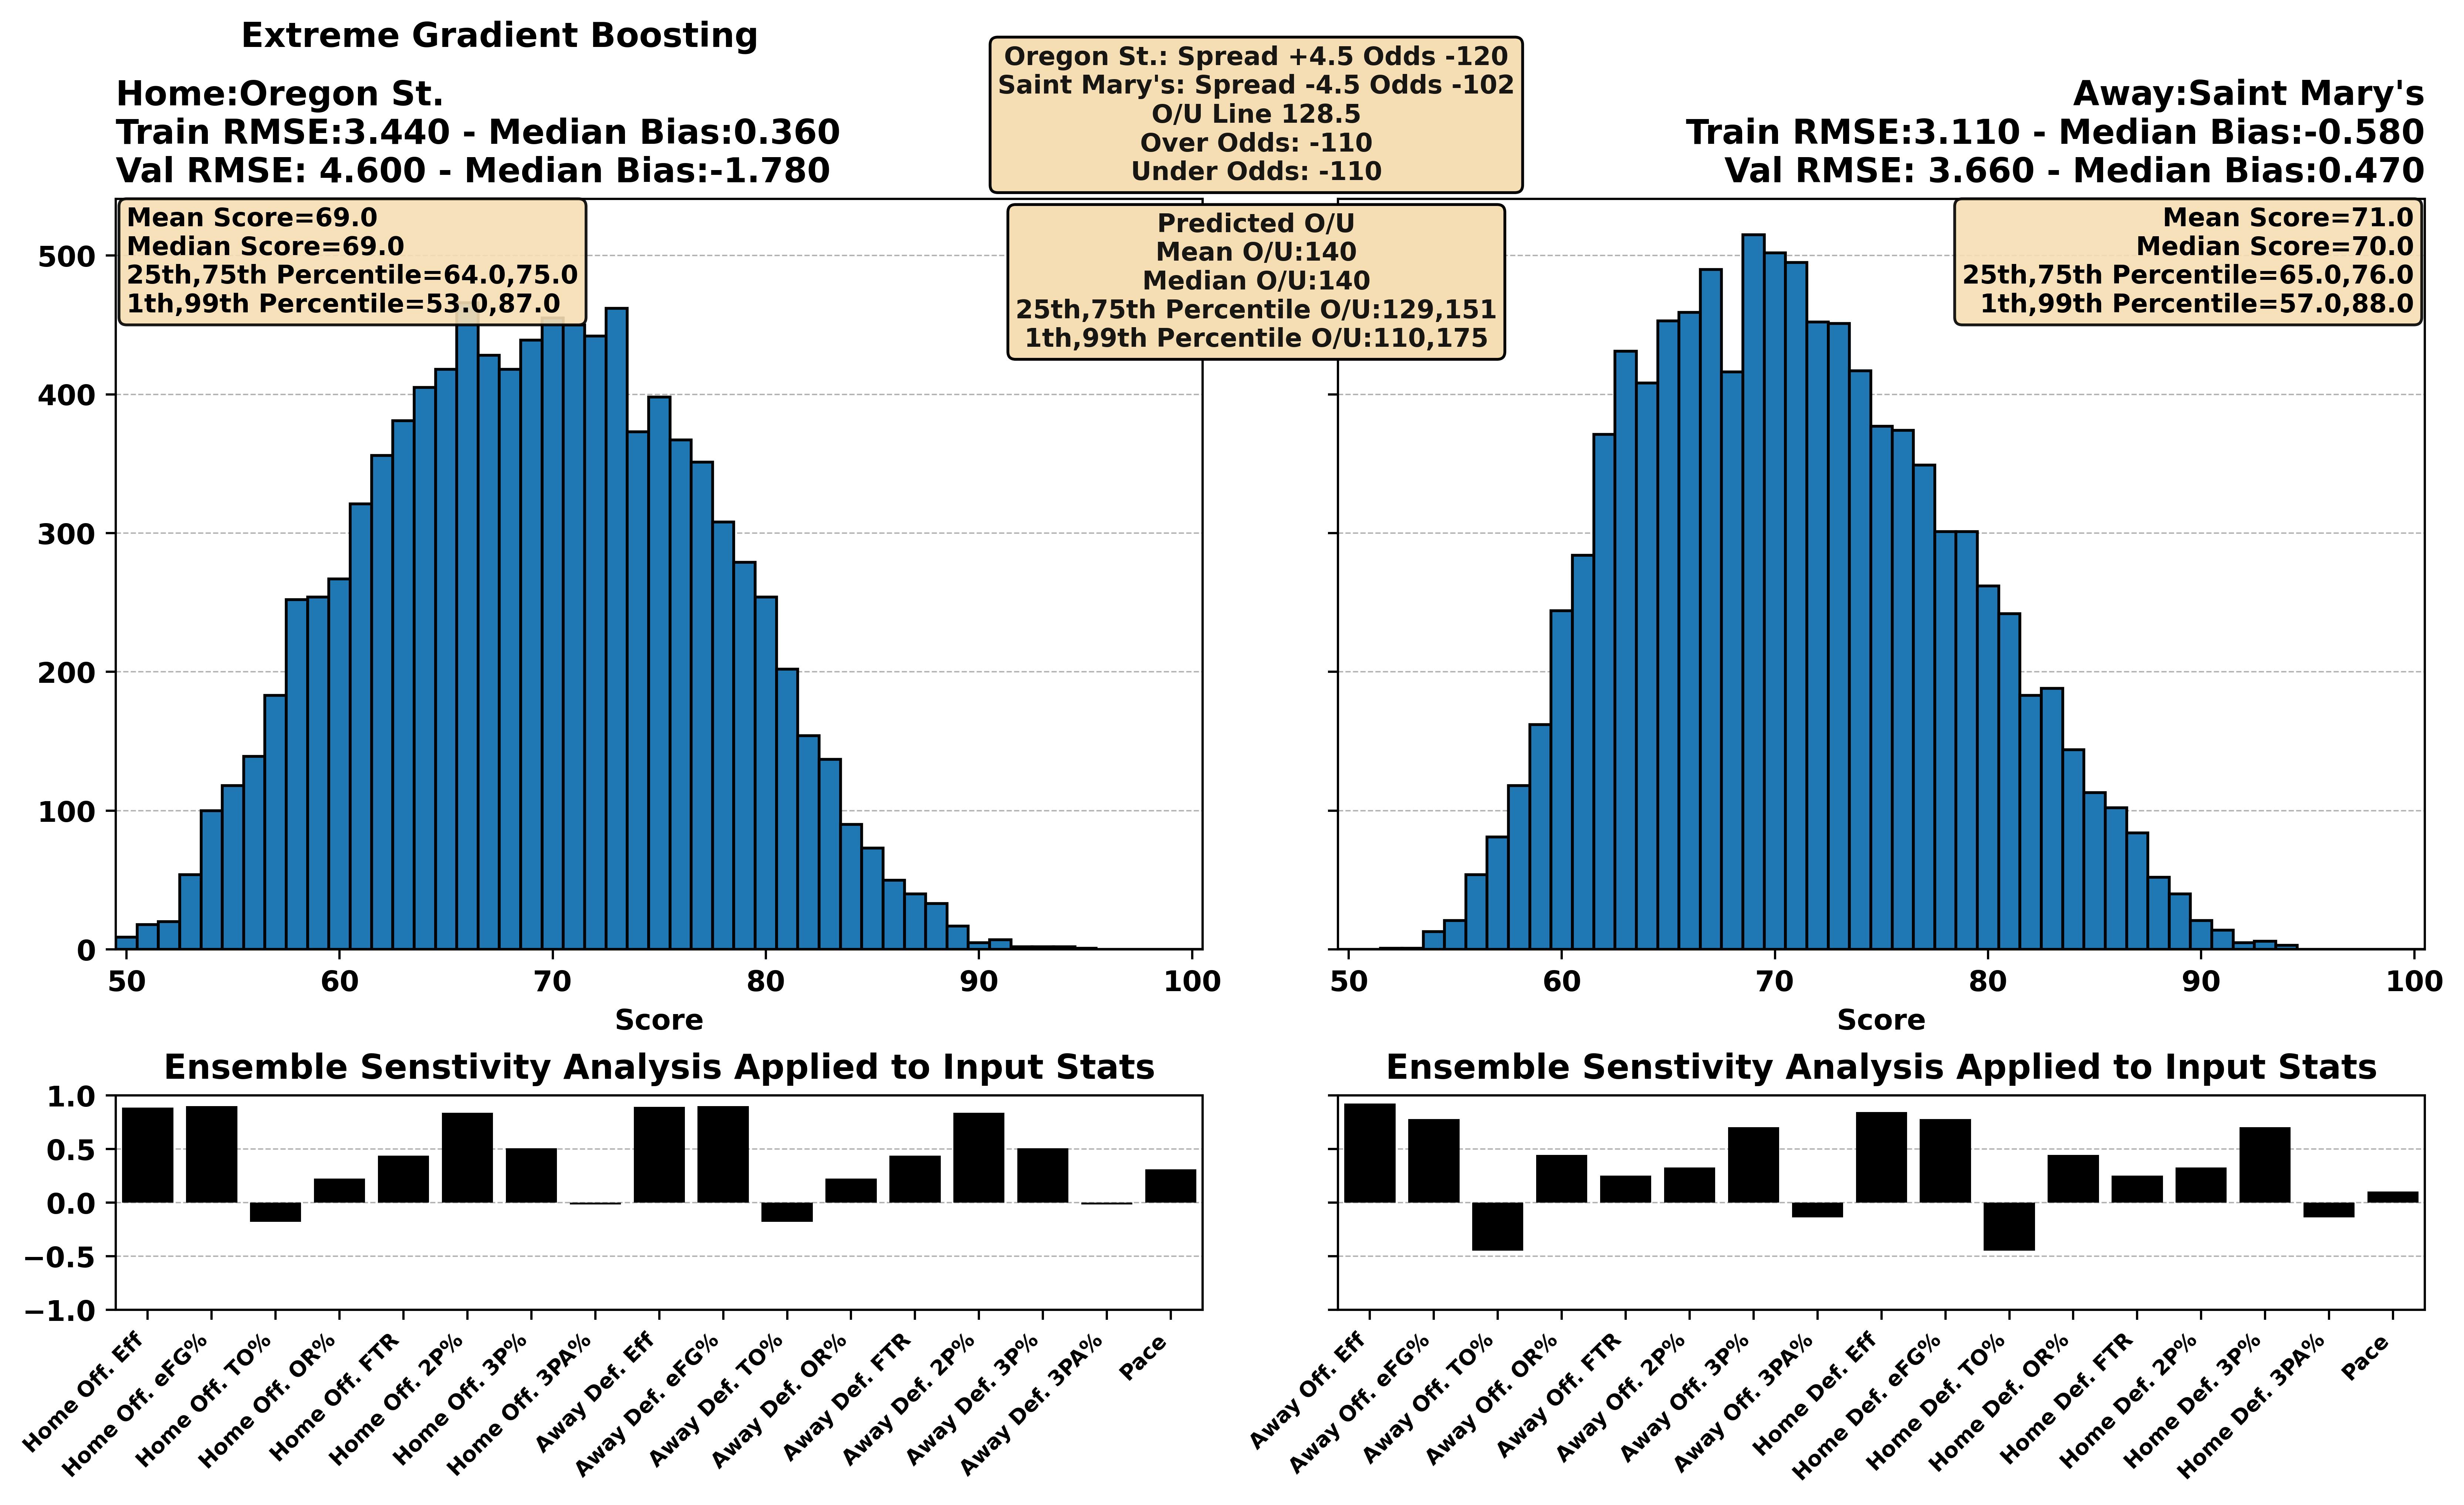 Extreme Gradient Boosting
Home:Oregon St.
Train RMSE:3.440 - Median Bias:0.360
Val RMSE: 4.600 - Median Bias:-1.780
Oregon St.: Spread +4.5 Odds -120
Saint Mary's: Spread -4.5 Odds -102
O/U Line 128.5
Over Odds: -110
Under Odds: -110
Away:Saint Mary's
Train RMSE:3.110 - Median Bias:-0.580
Val RMSE: 3.660 - Median Bias:0.470
Mean Score=69.0
Median Score=69.0
25th,75th Percentile=64.0,75.0
1th,99th Percentile=53.0,87.0
Predicted O/U
Mean O/U:140
Median O/U:140
25th,75th Percentile O/U:129,151
1th,99th Percentile O/U:110,175
Mean Score=71.0
Median Score=70.0
25th,75th Percentile=65.0,76.0
1th,99th Percentile=57.0,88.0
500
400
300
200
100
0
50 60 70 80 90 100
Score
50 60 70 80 90 100
Score
Ensemble Senstivity Analysis Applied to Input Stats
1.0
0.5
0.0
−0.5
−1.0
Home Off. Eff
Home Off. eFG%
Home Off. TO%
Home Off. OR%
Home Off. FTR
Home Off. 2P%
Home Off. 3P%
Home Off. 3PA%
Away Def. Eff
Away Def. eFG%
Away Def. TO%
Away Def. OR%
Away Def. FTR
Away Def. 2P%
Away Def. 3P%
Away Def. 3PA%
Pace
Ensemble Senstivity Analysis Applied to Input Stats
Away Off. Eff
Away Off. eFG%
Away Off. TO%
Away Off. OR%
Away Off. FTR
Away Off. 2P%
Away Off. 3P%
Away Off. 3PA%
Home Def. Eff
Home Def. eFG%
Home Def. TO%
Home Def. OR%
Home Def. FTR
Home Def. 2P%
Home Def. 3P%
Home Def. 3PA%
Pace